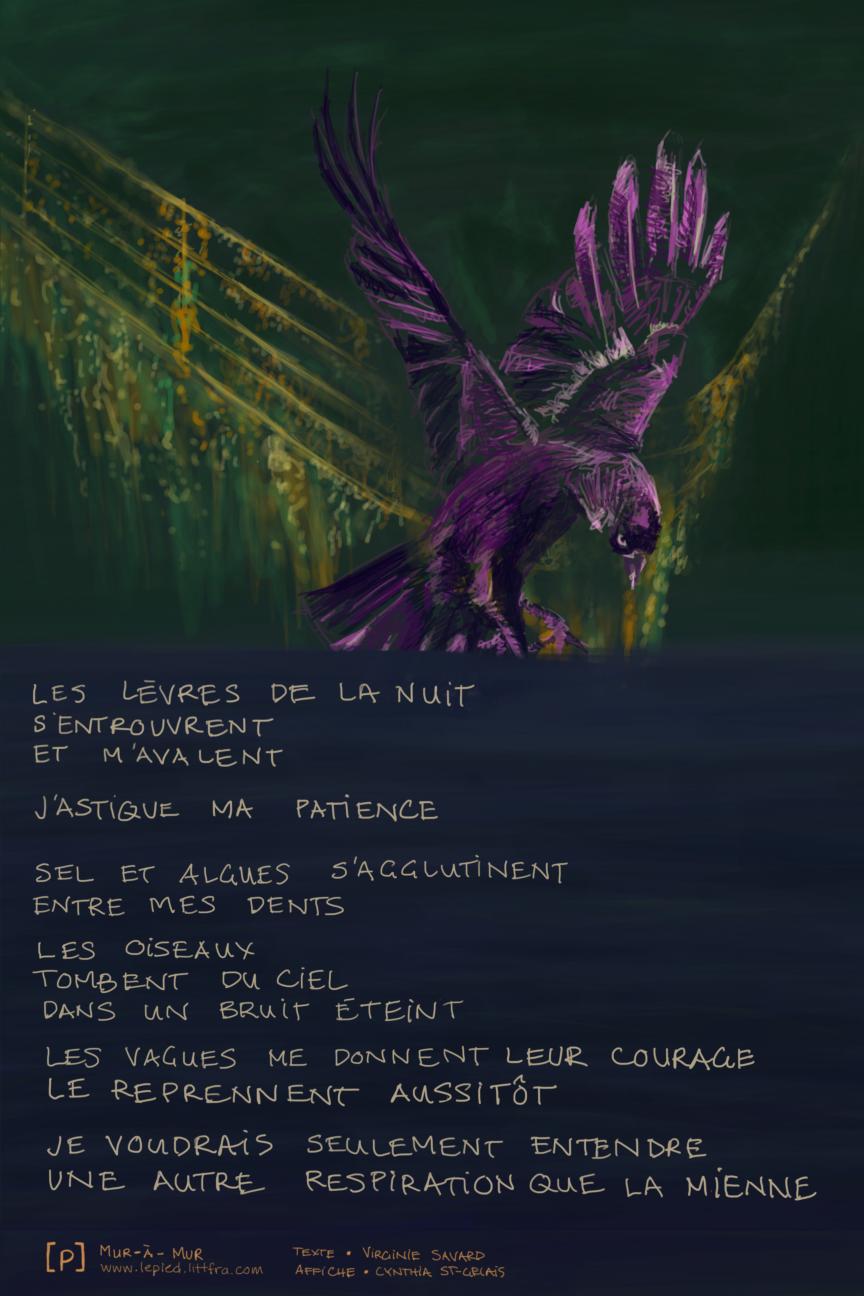 LES LÈVRES DE LA NUIT
S'ENTROUVRENT
ET M'AVALENT
J'ASTIQUE MA PATIENCE
SEL ET ALGUES S'AGGLUTINENT
ENTRE MES DENTS
LES OISEAUX
TOMBENT DU CIEL
DANS UN BRUIT ÉTEINT
LES VAGUES ME DONNENT LEUR COURAGE
LE REPRENNENT AUSSITÔT
JE VOUDRAIS SEULEMENT ENTENDRE
UNE AUTRE RESPIRATION QUE LA MIENNE
[P] MUR-À-MUR
www.lepied.littfra.com
TEXTE • VIRGINIE SAVARD
AFFICHE • CYNTHIA ST-GELAIS